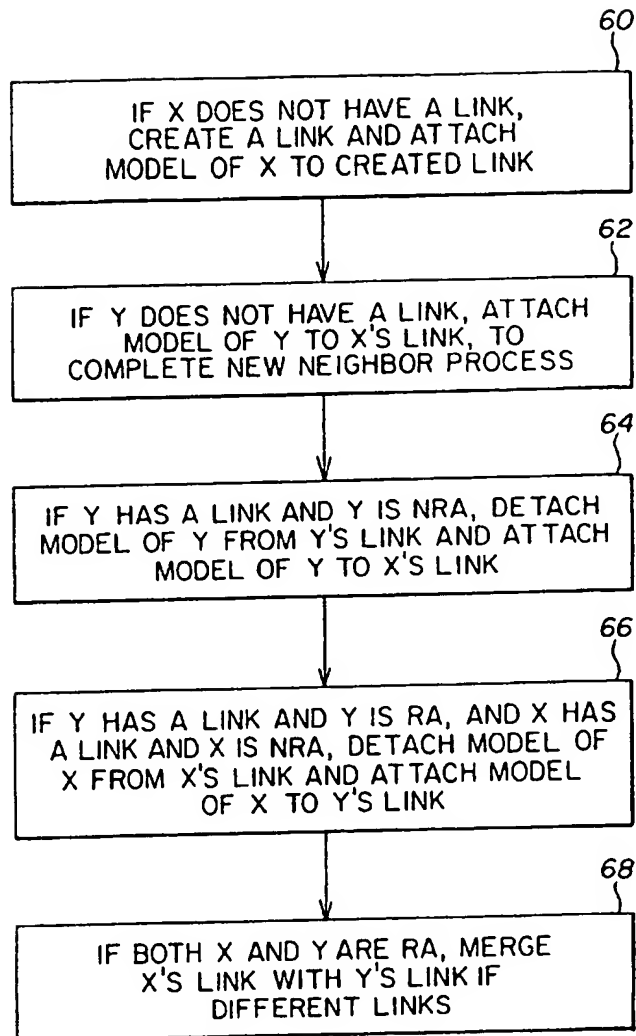 60
IF X DOES NOT HAVE A LINK,
CREATE A LINK AND ATTACH
MODEL OF X TO CREATED LINK
62
IF Y DOES NOT HAVE A LINK, ATTACH
MODEL OF Y TO X'S LINK, TO
COMPLETE NEW NEIGHBOR PROCESS
64
IF Y HAS A LINK AND Y IS NRA, DETACH
MODEL OF Y FROM Y'S LINK AND ATTACH
MODEL OF Y TO X'S LINK
66
IF Y HAS A LINK AND Y IS RA, AND X HAS
A LINK AND X IS NRA, DETACH MODEL OF
X FROM X'S LINK AND ATTACH MODEL
OF X TO Y'S LINK
68
IF BOTH X AND Y ARE RA, MERGE
X'S LINK WITH Y'S LINK IF
DIFFERENT LINKS